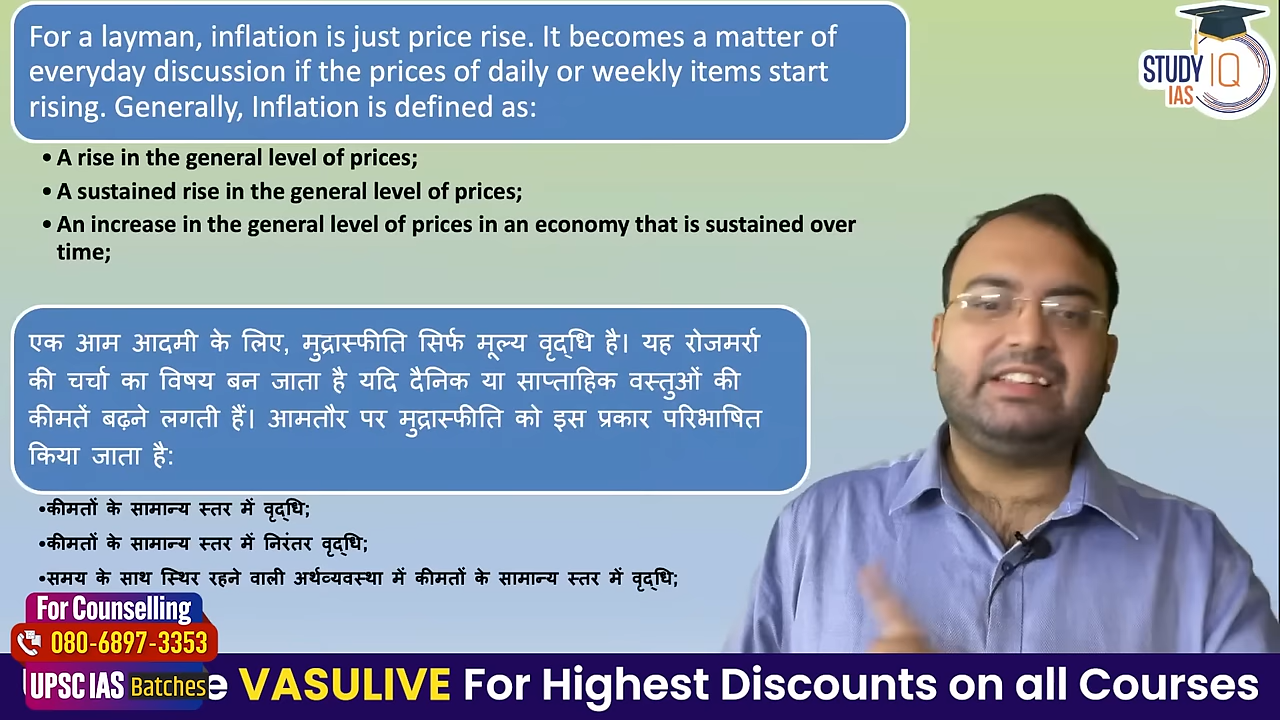 For a layman, inflation is just price rise. It becomes a matter of
everyday discussion if the prices of daily or weekly items start
rising. Generally, Inflation is defined as:
• A rise in the general level of prices;
• A sustained rise in the general level of prices;
• An increase in the general level of prices in an economy that is sustained over
time;
एक आम आदमी के लिए, मुद्रास्फीति सिर्फ मूल्य वृद्धि है। यह रोजमर्रा
की चर्चा का विषय बन जाता है यदि दैनिक या साप्ताहिक वस्तुओं की
कीमतें बढ़ने लगती हैं। आमतौर पर मुद्रास्फीति को इस प्रकार परिभाषित
किया जाता है:
•कीमतों के सामान्य स्तर में वृद्धि;
•कीमतों के सामान्य स्तर में निरंतर वृद्धि;
•समय के साथ स्थिर रहने वाली अर्थव्यवस्था में कीमतों के सामान्य स्तर में वृद्धि;
STUDY IQ
IAS
For Counselling
080-6897-3353
UPSC IAS Batches
e VASULIVE For Highest Discounts on all Courses